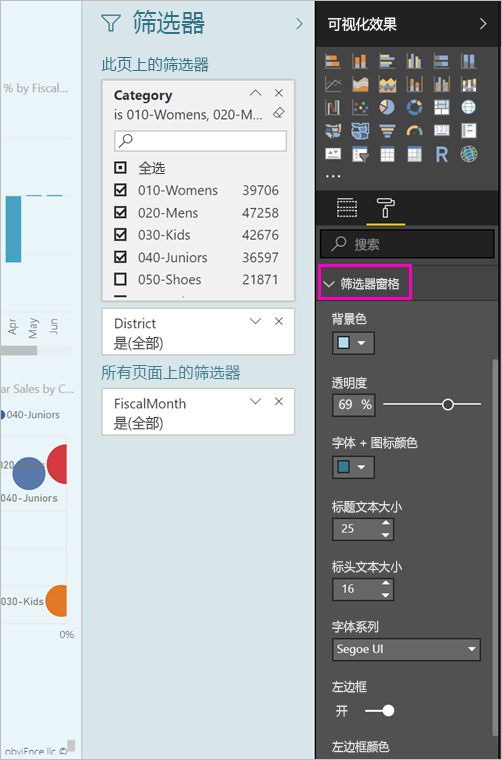 % by Fiscal...
Apr
May
Jun
ar Sales by C...
040-Juniors
040-Juniors
030-Kids
0%
obviEnce llc ©
筛选器
此页上的筛选器
Category
is 010-Womens, 020-M...
全选
010-Womens 39706
020-Mens 47258
030-Kids 42676
040-Juniors 36597
050-Shoes 21871
District
是(全部)
所有页面上的筛选器
FiscalMonth
是(全部)
可视化效果
R
...
搜索
筛选器窗格
背景色
透明度
69 %
字体 + 图标颜色
标题文本大小
25
标头文本大小
16
字体系列
Segoe UI
左边框
开
左边框颜色